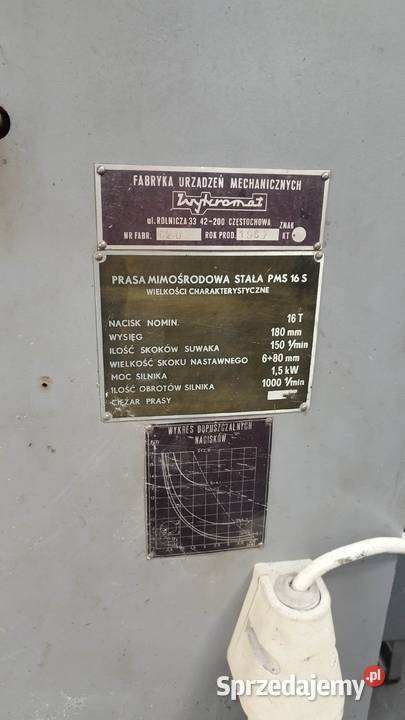 FABRYKA URZĄDZEŃ MECHANICZNYCH
Wykromet
ul. ROLNICZA 33 42-200 CZĘSTOCHOWA
ZNAK
NR FABR. ROK PROD. KT
PRASA MIMOŚRODOWA STAŁA PMS 16 S
WIELKOŚCI CHARAKTERYSTYCZNE
NACISK NOMIN. 16 T
WYSIĘG 180 mm
ILOŚĆ SKOKÓW SUWAKA 150 1/min
WIELKOŚĆ SKOKU NASTAWNEGO 6÷80 mm
MOC SILNIKA 1,5 kW
ILOŚĆ OBROTÓW SILNIKA 1000 1/min
CIĘŻAR PRASY
WYKRES DOPUSZCZALNYCH
NACISKÓW
Sprzedajemy.pl